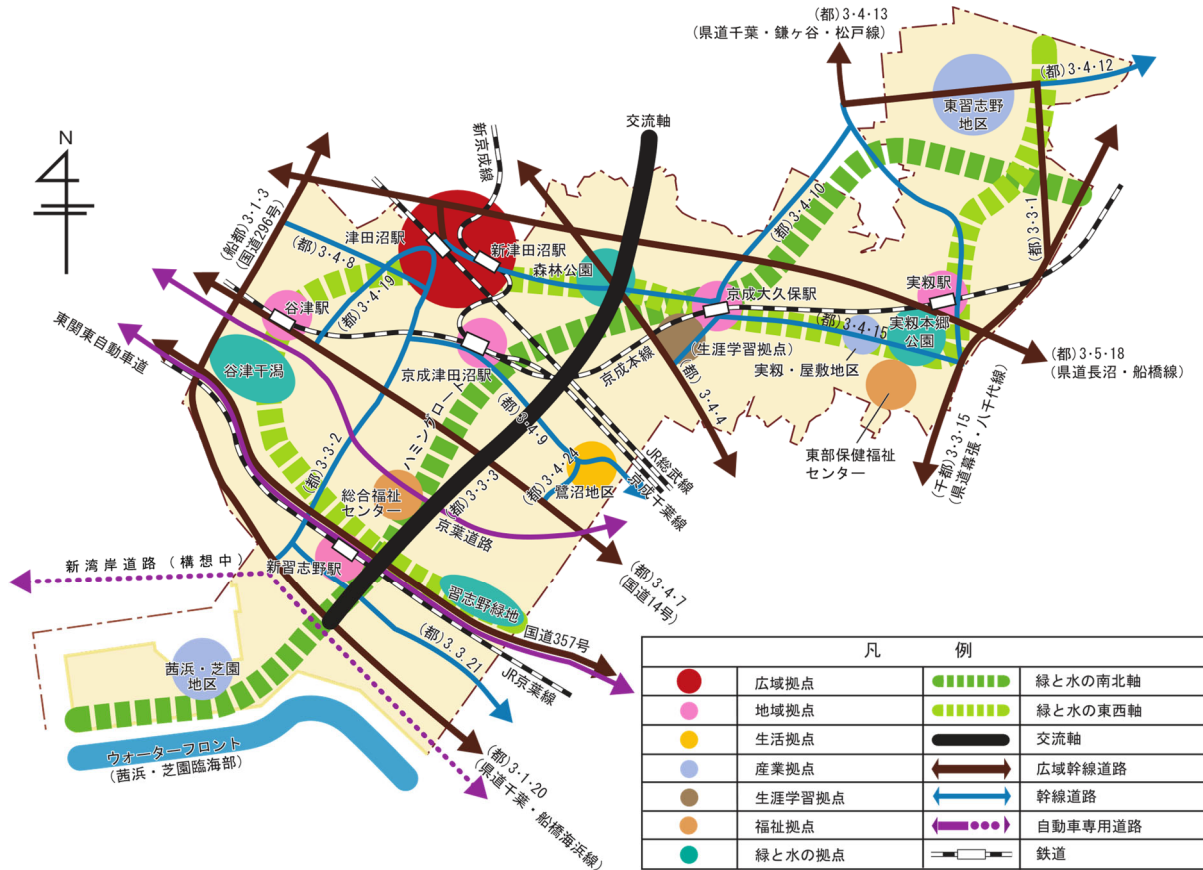 (都)3・4・13
(県道千葉・鎌ヶ谷・松戸線)
(都)3・4・12
東習志野
地区
交流軸
新京成線
N
(船都)3・1・3
(国道296号)
津田沼駅
新津田沼駅
森林公園
(都)3・4・10
(都)3・3・1
(都)3・4・8
(都)3・4・19
谷津駅
京成大久保駅
実籾駅
(都)3・4・15
実籾本郷
公園
東関東自動車道
谷津干潟
京成津田沼駅
京成本線
(生涯学習拠点)
実籾・屋敷地区
(都)3・5・18
(県道長沼・船橋線)
(都)3・4・4
ハミングロード
(都)3・4・9
(都)3・3・2
東部保健福祉
センター
(千都)3・3・15
(県道幕張・八千代線)
JR総武線
京成千葉線
(都)3・4・24
鷺沼地区
総合福祉
センター
(都)3・3・3
京葉道路
新湾岸道路(構想中)
新習志野駅
(都)3・4・7
(国道14号)
習志野緑地
国道357号
(都)3.3.21
JR京葉線
茜浜・芝園
地区
ウォーターフロント
(茜浜・芝園臨海部)
(都)3・1・20
(県道千葉・船橋海浜線)
凡 例
広域拠点 緑と水の南北軸
地域拠点 緑と水の東西軸
生活拠点 交流軸
産業拠点 広域幹線道路
生涯学習拠点 幹線道路
福祉拠点 自動車専用道路
緑と水の拠点 鉄道